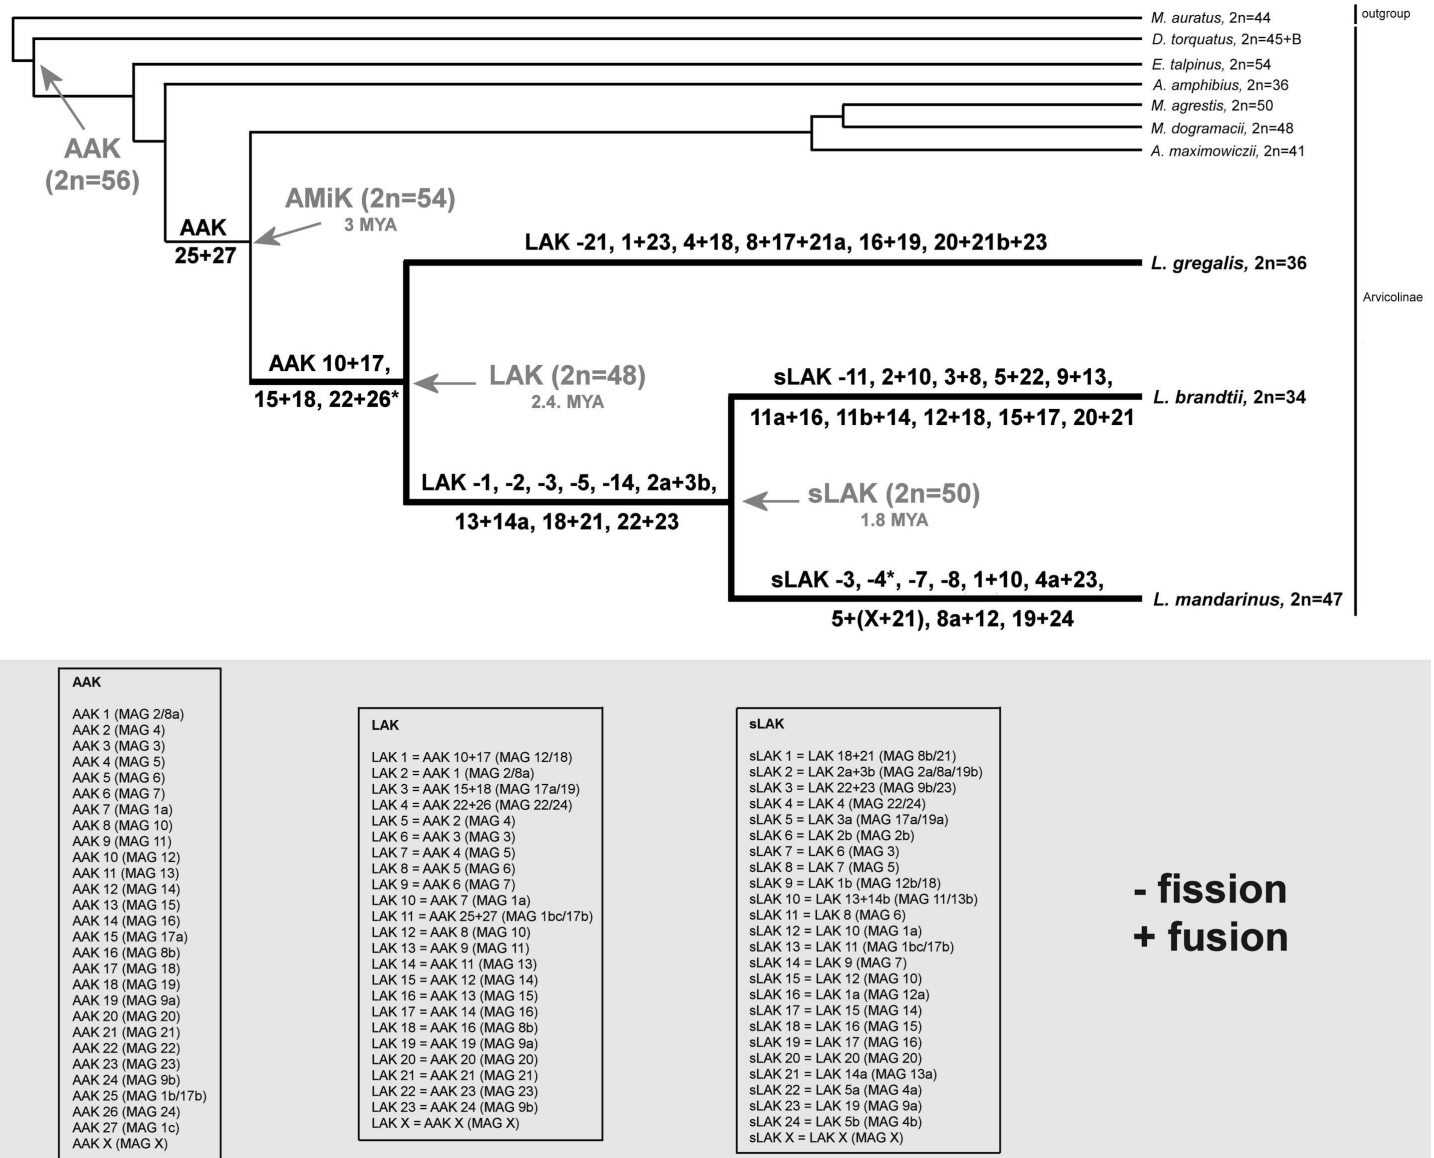 M. auratus, 2n=44
outgroup
D. torquatus, 2n=45+B
E. talpinus, 2n=54
A. amphibius, 2n=36
M. agrestis, 2n=50
M. dogramacii, 2n=48
A. maximowiczii, 2n=41
AAK
(2n=56)
AMiK (2n=54)
3 MYA
AAK
25+27
LAK -21, 1+23, 4+18, 8+17+21a, 16+19, 20+21b+23
L. gregalis, 2n=36
Arvicolinae
AAK 10+17,
15+18, 22+26*
LAK (2n=48)
2.4. MYA
sLAK -11, 2+10, 3+8, 5+22, 9+13,
11a+16, 11b+14, 12+18, 15+17, 20+21
L. brandtii, 2n=34
LAK -1, -2, -3, -5, -14, 2a+3b,
13+14a, 18+21, 22+23
sLAK (2n=50)
1.8 MYA
sLAK -3, -4*, -7, -8, 1+10, 4a+23,
5+(X+21), 8a+12, 19+24
L. mandarinus, 2n=47
AAK
AAK 1 (MAG 2/8a)
AAK 2 (MAG 4)
AAK 3 (MAG 3)
AAK 4 (MAG 5)
AAK 5 (MAG 6)
AAK 6 (MAG 7)
AAK 7 (MAG 1a)
AAK 8 (MAG 10)
AAK 9 (MAG 11)
AAK 10 (MAG 12)
AAK 11 (MAG 13)
AAK 12 (MAG 14)
AAK 13 (MAG 15)
AAK 14 (MAG 16)
AAK 15 (MAG 17a)
AAK 16 (MAG 8b)
AAK 17 (MAG 18)
AAK 18 (MAG 19)
AAK 19 (MAG 9a)
AAK 20 (MAG 20)
AAK 21 (MAG 21)
AAK 22 (MAG 22)
AAK 23 (MAG 23)
AAK 24 (MAG 9b)
AAK 25 (MAG 1b/17b)
AAK 26 (MAG 24)
AAK 27 (MAG 1c)
AAK X (MAG X)
LAK
LAK 1 = AAK 10+17 (MAG 12/18)
LAK 2 = AAK 1 (MAG 2/8a)
LAK 3 = AAK 15+18 (MAG 17a/19)
LAK 4 = AAK 22+26 (MAG 22/24)
LAK 5 = AAK 2 (MAG 4)
LAK 6 = AAK 3 (MAG 3)
LAK 7 = AAK 4 (MAG 5)
LAK 8 = AAK 5 (MAG 6)
LAK 9 = AAK 6 (MAG 7)
LAK 10 = AAK 7 (MAG 1a)
LAK 11 = AAK 25+27 (MAG 1bc/17b)
LAK 12 = AAK 8 (MAG 10)
LAK 13 = AAK 9 (MAG 11)
LAK 14 = AAK 11 (MAG 13)
LAK 15 = AAK 12 (MAG 14)
LAK 16 = AAK 13 (MAG 15)
LAK 17 = AAK 14 (MAG 16)
LAK 18 = AAK 16 (MAG 8b)
LAK 19 = AAK 19 (MAG 9a)
LAK 20 = AAK 20 (MAG 20)
LAK 21 = AAK 21 (MAG 21)
LAK 22 = AAK 23 (MAG 23)
LAK 23 = AAK 24 (MAG 9b)
LAK X = AAK X (MAG X)
sLAK
sLAK 1 = LAK 18+21 (MAG 8b/21)
sLAK 2 = LAK 2a+3b (MAG 2a/8a/19b)
sLAK 3 = LAK 22+23 (MAG 9b/23)
sLAK 4 = LAK 4 (MAG 22/24)
sLAK 5 = LAK 3a (MAG 17a/19a)
sLAK 6 = LAK 2b (MAG 2b)
sLAK 7 = LAK 6 (MAG 3)
sLAK 8 = LAK 7 (MAG 5)
sLAK 9 = LAK 1b (MAG 12b/18)
sLAK 10 = LAK 13+14b (MAG 11/13b)
sLAK 11 = LAK 8 (MAG 6)
sLAK 12 = LAK 10 (MAG 1a)
sLAK 13 = LAK 11 (MAG 1bc/17b)
sLAK 14 = LAK 9 (MAG 7)
sLAK 15 = LAK 12 (MAG 10)
sLAK 16 = LAK 1a (MAG 12a)
sLAK 17 = LAK 15 (MAG 14)
sLAK 18 = LAK 16 (MAG 15)
sLAK 19 = LAK 17 (MAG 16)
sLAK 20 = LAK 20 (MAG 20)
sLAK 21 = LAK 14a (MAG 13a)
sLAK 22 = LAK 5a (MAG 4a)
sLAK 23 = LAK 19 (MAG 9a)
sLAK 24 = LAK 5b (MAG 4b)
sLAK X = LAK X (MAG X)
- fission
+ fusion